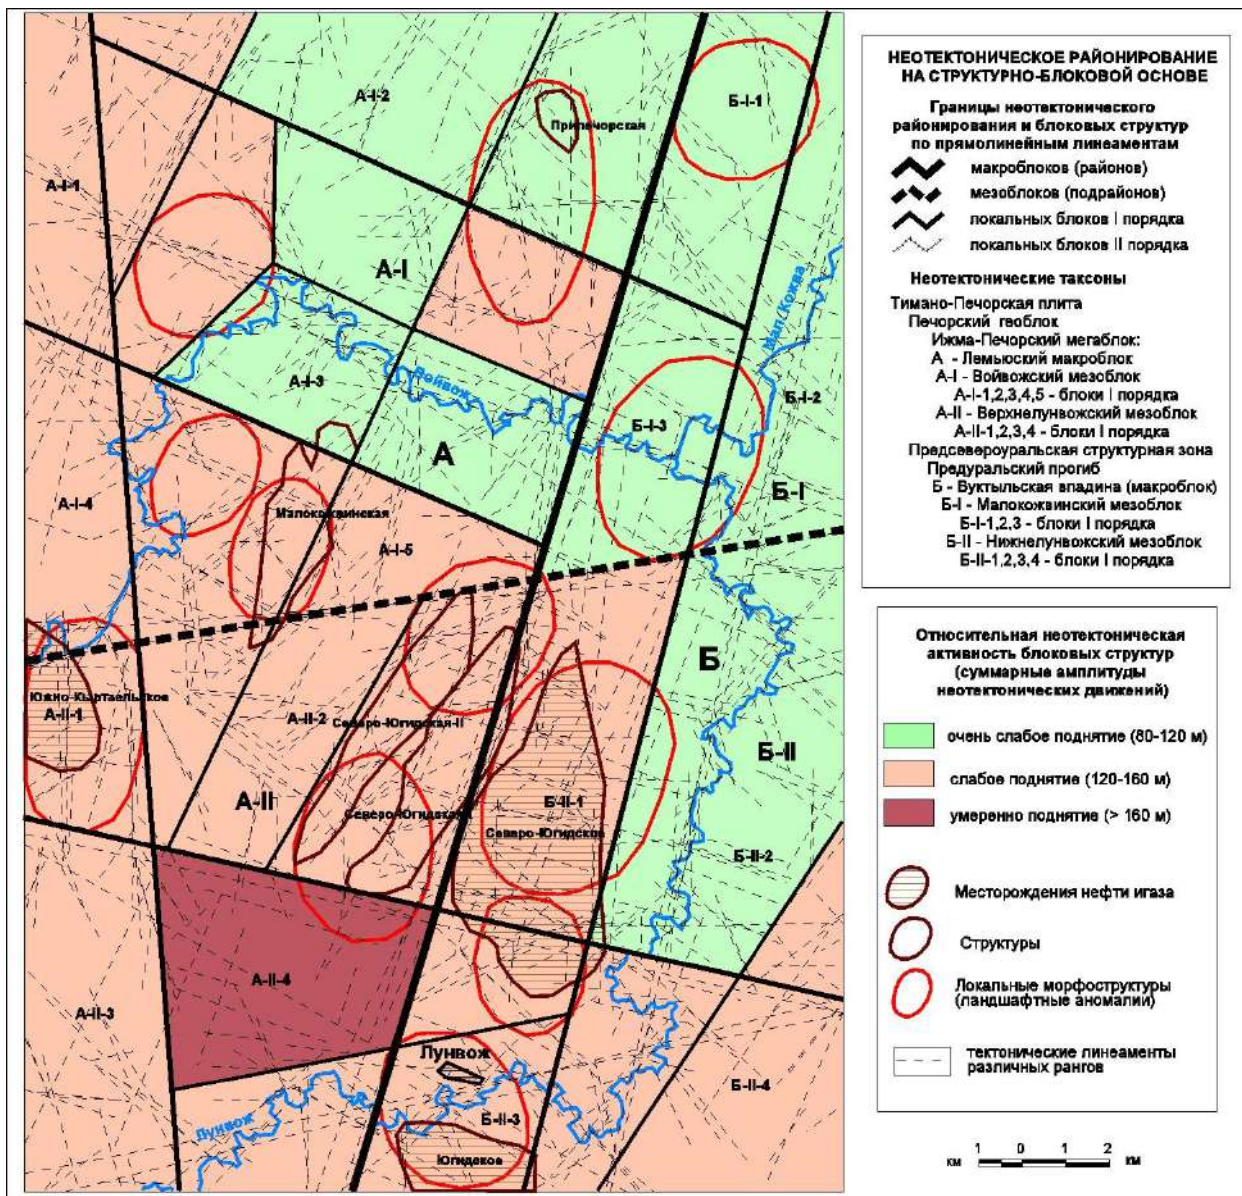 А-I-2
Б-I-1
Припечорская
А-I-1
А-I
Мал.Кожва
А-I-3
Войвож
Б-I-2
Б-I-3
А
Б-I
А-I-4
Малокожвинская
А-I-5
Б
Южно-Кыртаельское
А-II-1
А-II-2
Северо-Югидская-II
Б-II
А-II
Б-II-1
Северо-Югидская
Северо-Югидское
Б-II-2
А-II-4
А-II-3
Лунвож
Б-II-4
Лунвож
Б-II-3
Югидское
НЕОТЕКТОНИЧЕСКОЕ РАЙОНИРОВАНИЕ
НА СТРУКТУРНО-БЛОКОВОЙ ОСНОВЕ
Границы неотектонического
районирования и блоковых структур
по прямолинейным линеаментам
макроблоков (районов)
мезоблоков (подрайонов)
локальных блоков I порядка
локальных блоков II порядка
Неотектонические таксоны
Тимано-Печорская плита
Печорский геоблок
Ижма-Печорский мегаблок:
А - Лемьюский макроблок
А-I - Войвожский мезоблок
А-I-1,2,3,4,5 - блоки I порядка
А-II - Верхнелунвожский мезоблок
А-II-1,2,3,4 - блоки I порядка
Предсевероуральская структурная зона
Предуральский прогиб
Б - Вуктыльская впадина (макроблок)
Б-I - Малокожвинский мезоблок
Б-I-1,2,3 - блоки I порядка
Б-II - Нижнелунвожский мезоблок
Б-II-1,2,3,4 - блоки I порядка
Относительная неотектоническая
активность блоковых структур
(суммарные амплитуды
неотектонических движений)
очень слабое поднятие (80-120 м)
слабое поднятие (120-160 м)
умеренно поднятие (> 160 м)
Месторождения нефти игаза
Структуры
Локальные морфоструктуры
(ландшафтные аномалии)
тектонические линеаменты
различных рангов
1 0 1 2
км км